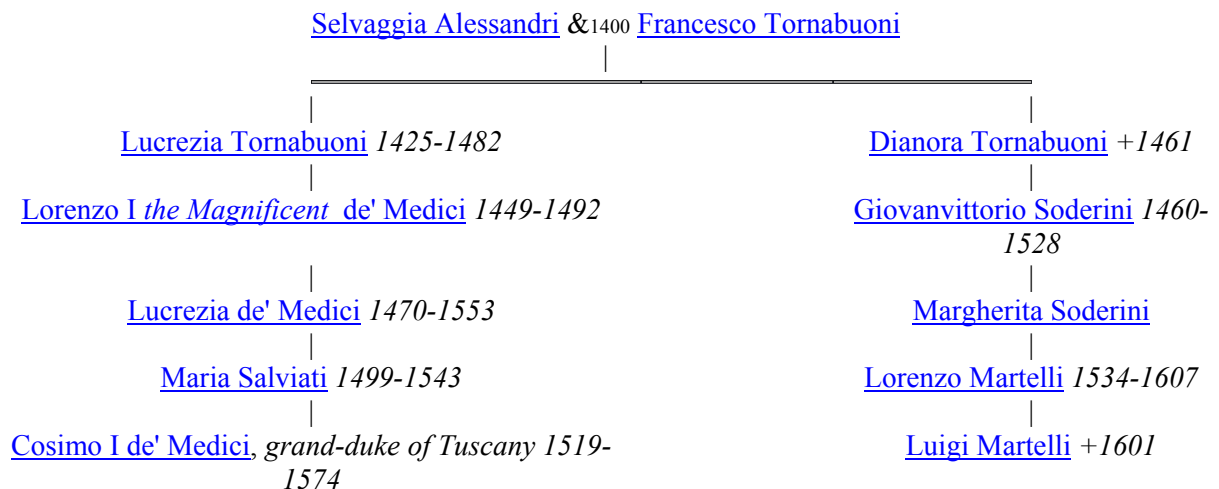 Selvaggia Alessandri &1400 Francesco Tornabuoni
|
| |
Lucrezia Tornabuoni 1425-1482 Dianora Tornabuoni +1461
| |
Lorenzo I the Magnificent de' Medici 1449-1492 Giovanvittorio Soderini 1460-
1528
| |
Lucrezia de' Medici 1470-1553 Margherita Soderini
| |
Maria Salviati 1499-1543 Lorenzo Martelli 1534-1607
| |
Cosimo I de' Medici, grand-duke of Tuscany 1519- Luigi Martelli +1601
1574